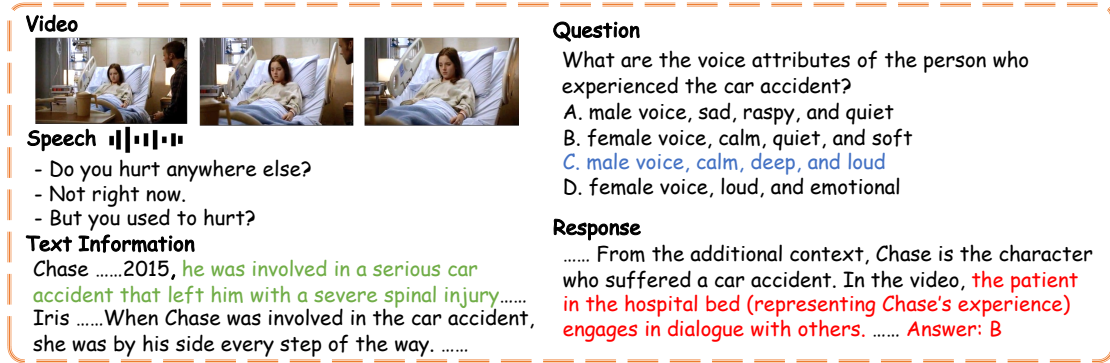 Video
Speech
- Do you hurt anywhere else?
- Not right now.
- But you used to hurt?
Text Information
Chase ......2015, he was involved in a serious car
accident that left him with a severe spinal injury......
Iris ......When Chase was involved in the car accident,
she was by his side every step of the way. ......
Question
What are the voice attributes of the person who
experienced the car accident?
A. male voice, sad, raspy, and quiet
B. female voice, calm, quiet, and soft
C. male voice, calm, deep, and loud
D. female voice, loud, and emotional
Response
...... From the additional context, Chase is the character
who suffered a car accident. In the video, the patient
in the hospital bed (representing Chase's experience)
engages in dialogue with others. ...... Answer: B